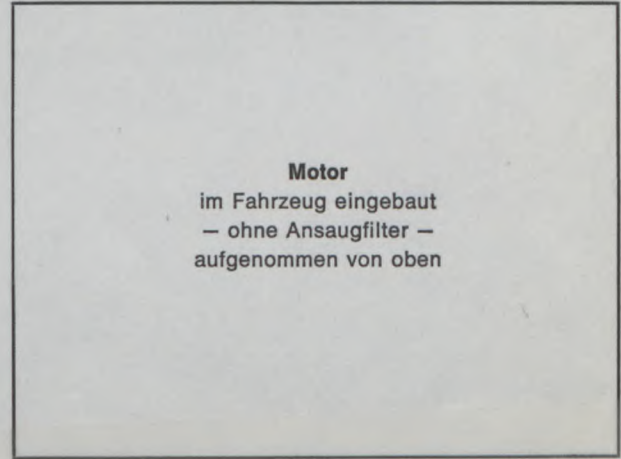 Motor
im Fahrzeug eingebaut
— ohne Ansaugfilter —
aufgenommen von oben